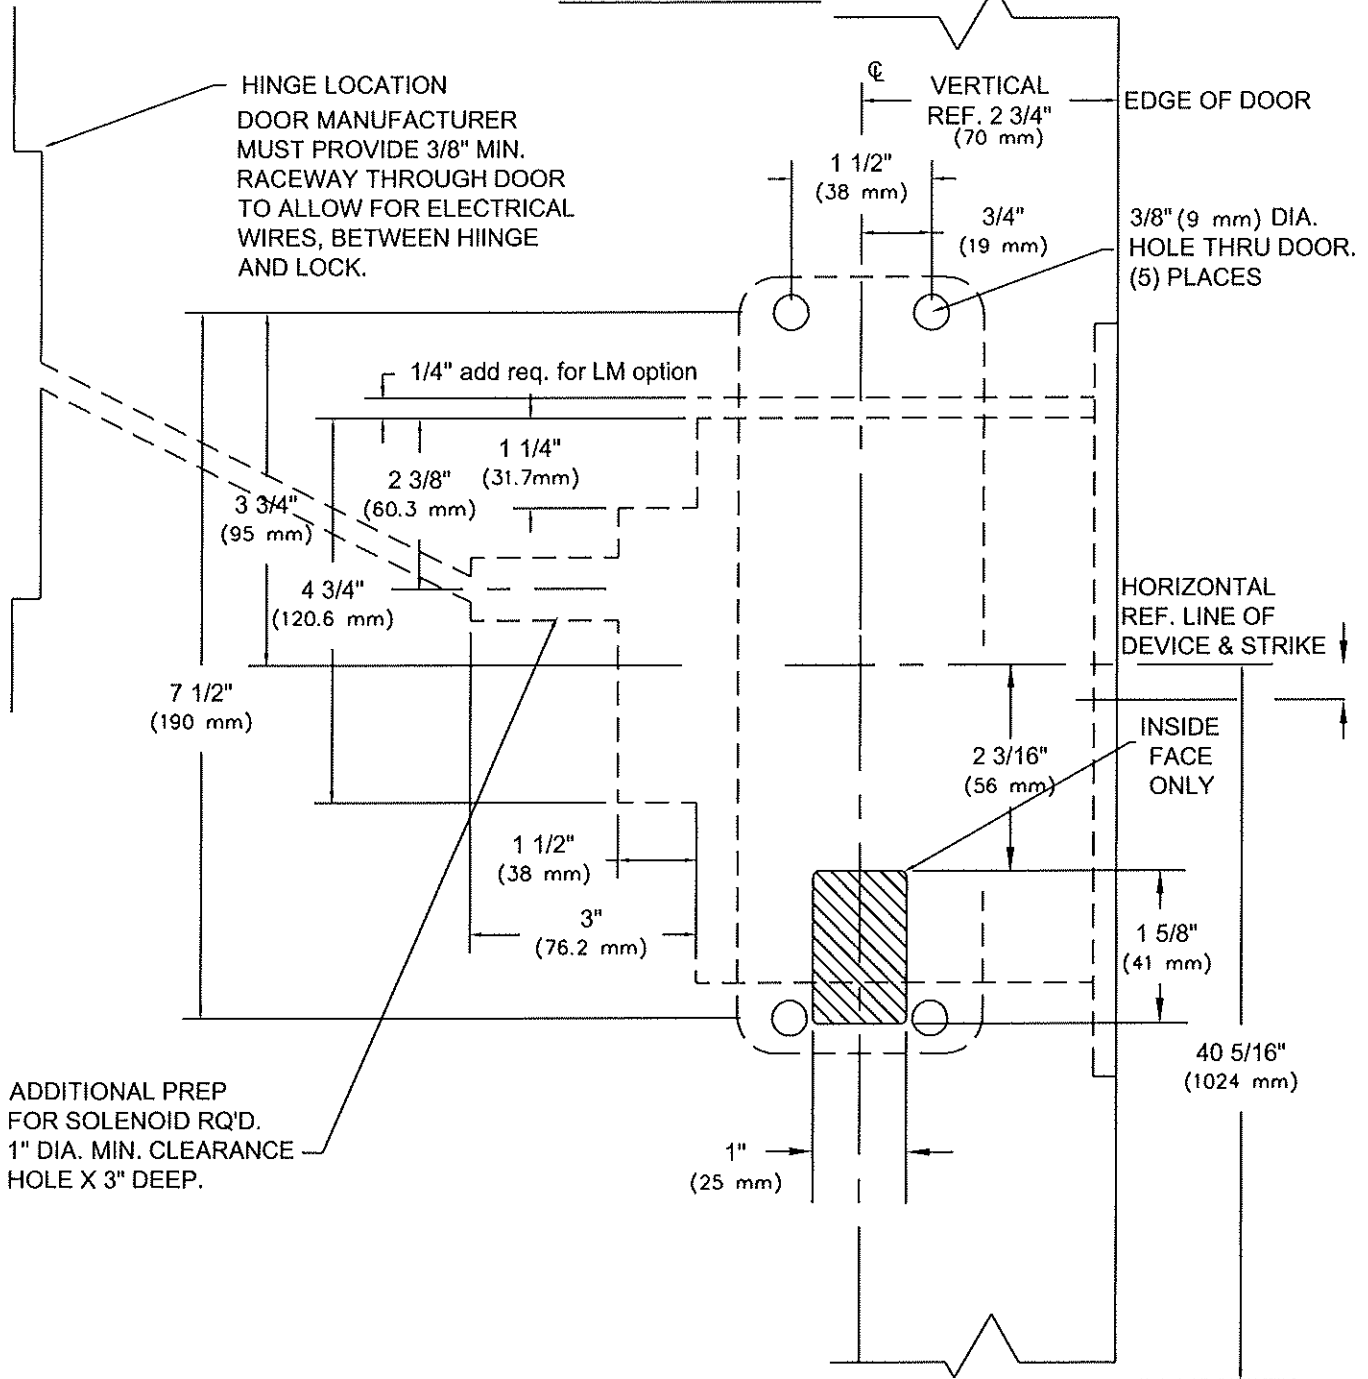 HINGE LOCATION
DOOR MANUFACTURER
MUST PROVIDE 3/8" MIN.
RACEWAY THROUGH DOOR
TO ALLOW FOR ELECTRICAL
WIRES, BETWEEN HIINGE
AND LOCK.
℄
VERTICAL
REF. 2 3/4"
(70 mm)
EDGE OF DOOR
1 1/2"
(38 mm)
3/4"
(19 mm)
3/8" (9 mm) DIA.
HOLE THRU DOOR.
(5) PLACES
1/4" add req. for LM option
1 1/4"
(31.7mm)
2 3/8"
(60.3 mm)
3 3/4"
(95 mm)
4 3/4"
(120.6 mm)
7 1/2"
(190 mm)
HORIZONTAL
REF. LINE OF
DEVICE & STRIKE
2 3/16"
(56 mm)
INSIDE
FACE
ONLY
1 1/2"
(38 mm)
3"
(76.2 mm)
1 5/8"
(41 mm)
40 5/16"
(1024 mm)
ADDITIONAL PREP
FOR SOLENOID RQ'D.
1" DIA. MIN. CLEARANCE
HOLE X 3" DEEP.
1"
(25 mm)